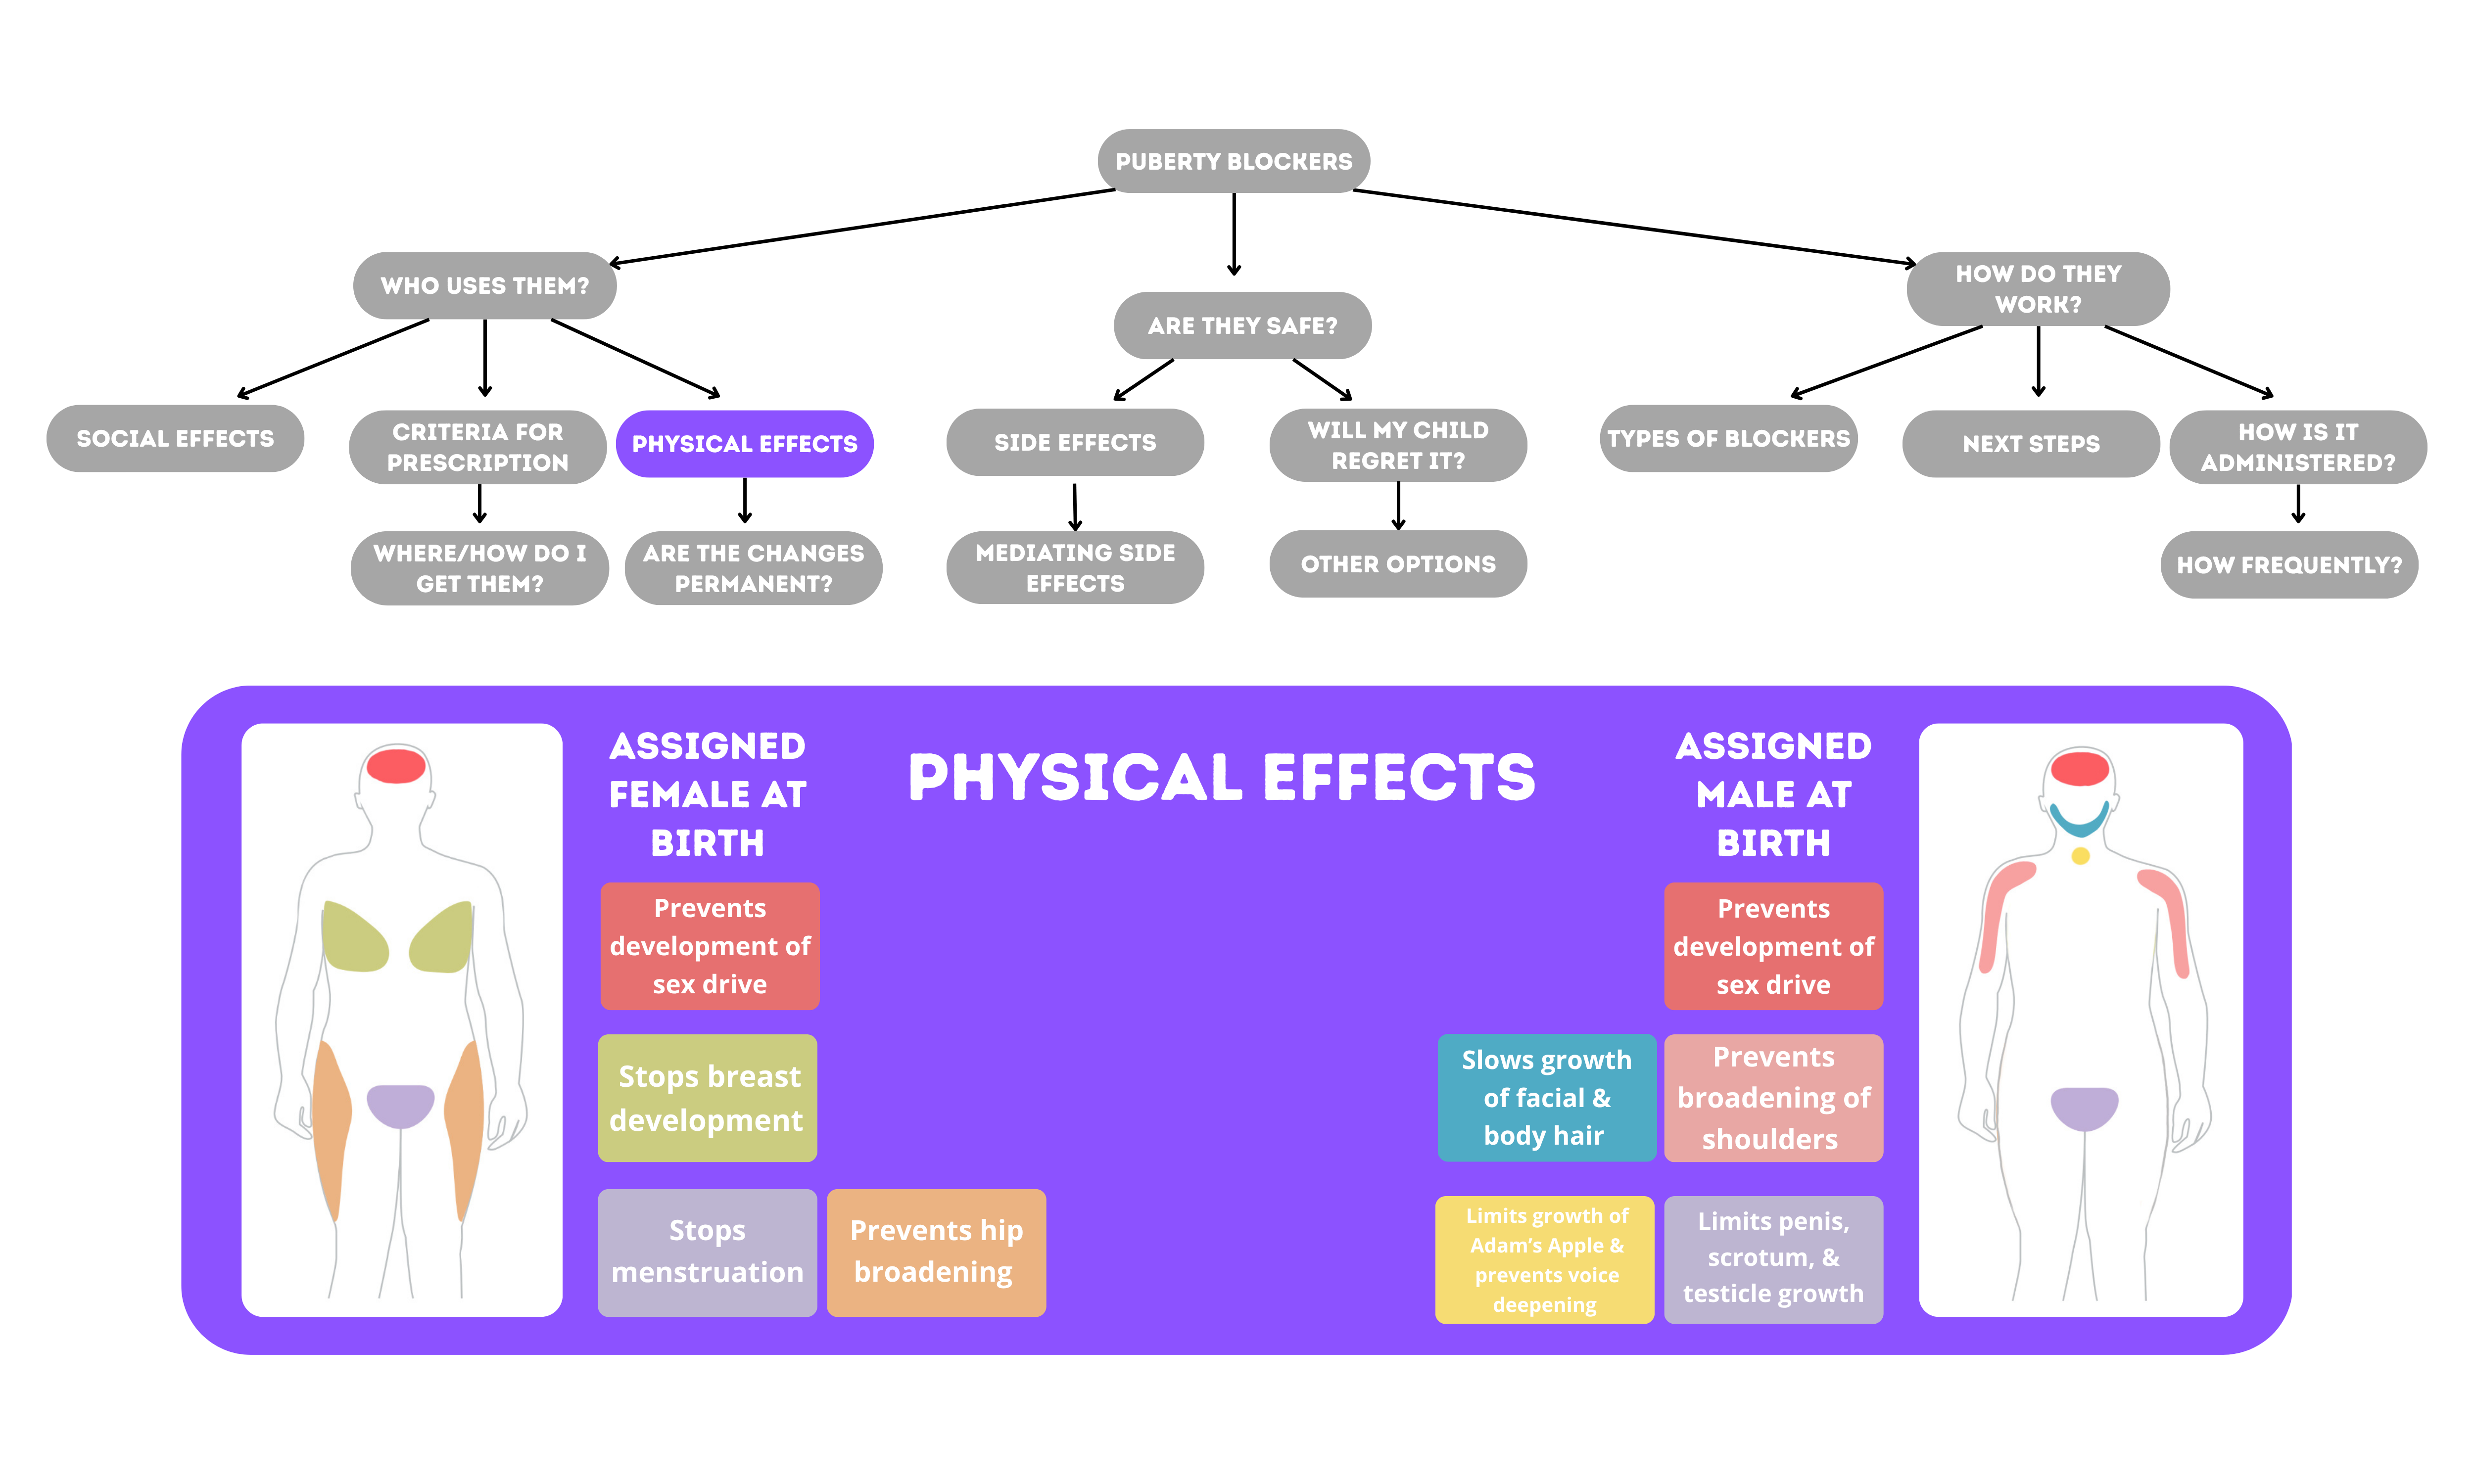 PUBERTY BLOCKERS
WHO USES THEM?
ARE THEY SAFE?
HOW DO THEY
WORK?
SOCIAL EFFECTS
CRITERIA FOR
PRESCRIPTION
PHYSICAL EFFECTS
SIDE EFFECTS
WILL MY CHILD
REGRET IT?
TYPES OF BLOCKERS
NEXT STEPS
HOW IS IT
ADMINISTERED?
WHERE/HOW DO I
GET THEM?
ARE THE CHANGES
PERMANENT?
MEDIATING SIDE
EFFECTS
OTHER OPTIONS
HOW FREQUENTLY?
PHYSICAL EFFECTS
ASSIGNED
FEMALE AT
BIRTH
Prevents
development of
sex drive
Stops breast
development
Stops
menstruation
Prevents hip
broadening
ASSIGNED
MALE AT
BIRTH
Prevents
development of
sex drive
Slows growth
of facial &
body hair
Prevents
broadening of
shoulders
Limits growth of
Adam's Apple &
prevents voice
deepening
Limits penis,
scrotum, &
testicle growth